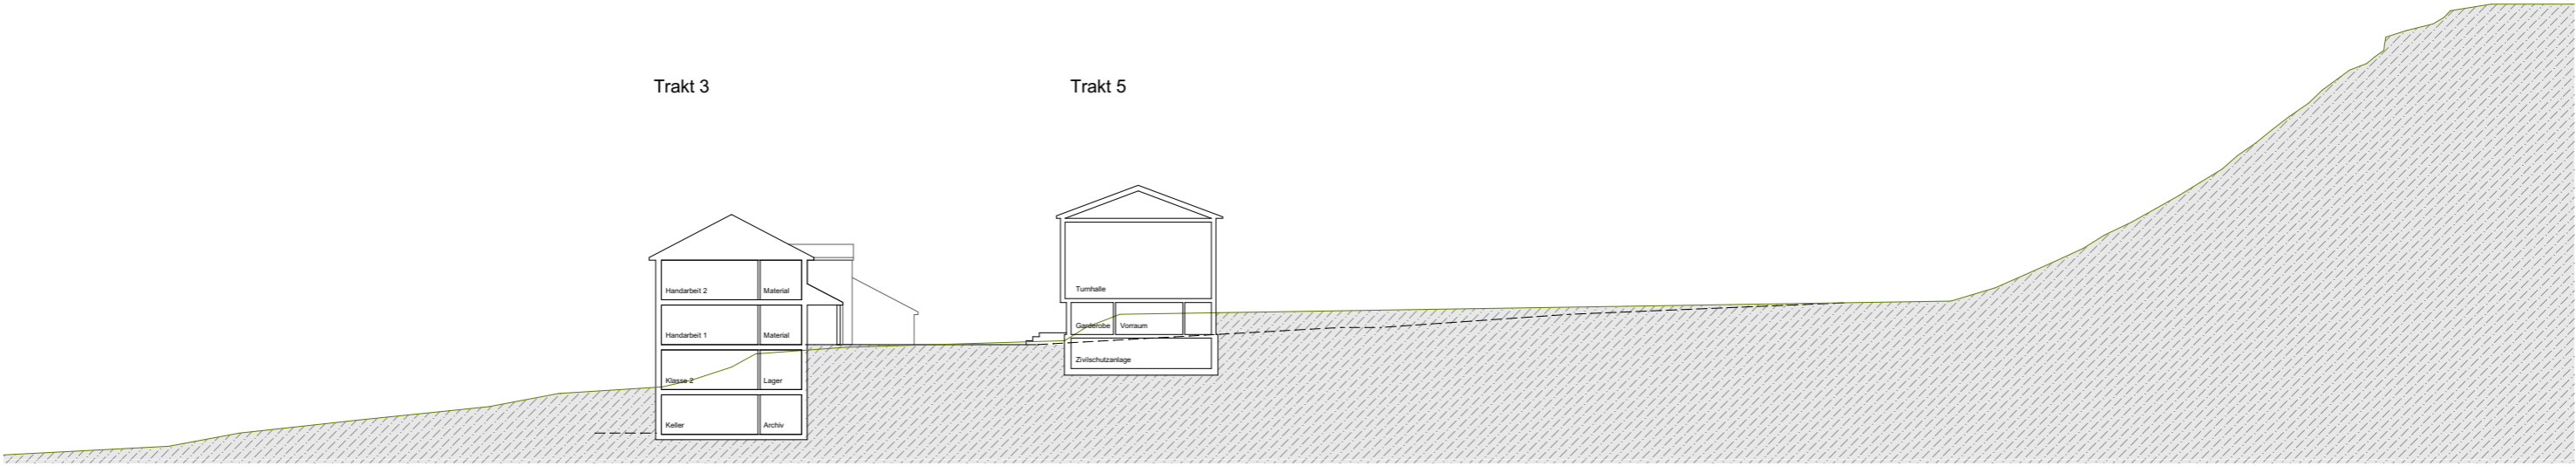 Trakt 3
Trakt 5
Handarbeit 2
Material
Handarbeit 1
Material
Klasse 2
Lager
Keller
Archiv
Turnhalle
Garderobe
Vorraum
Zivilschutzanlage